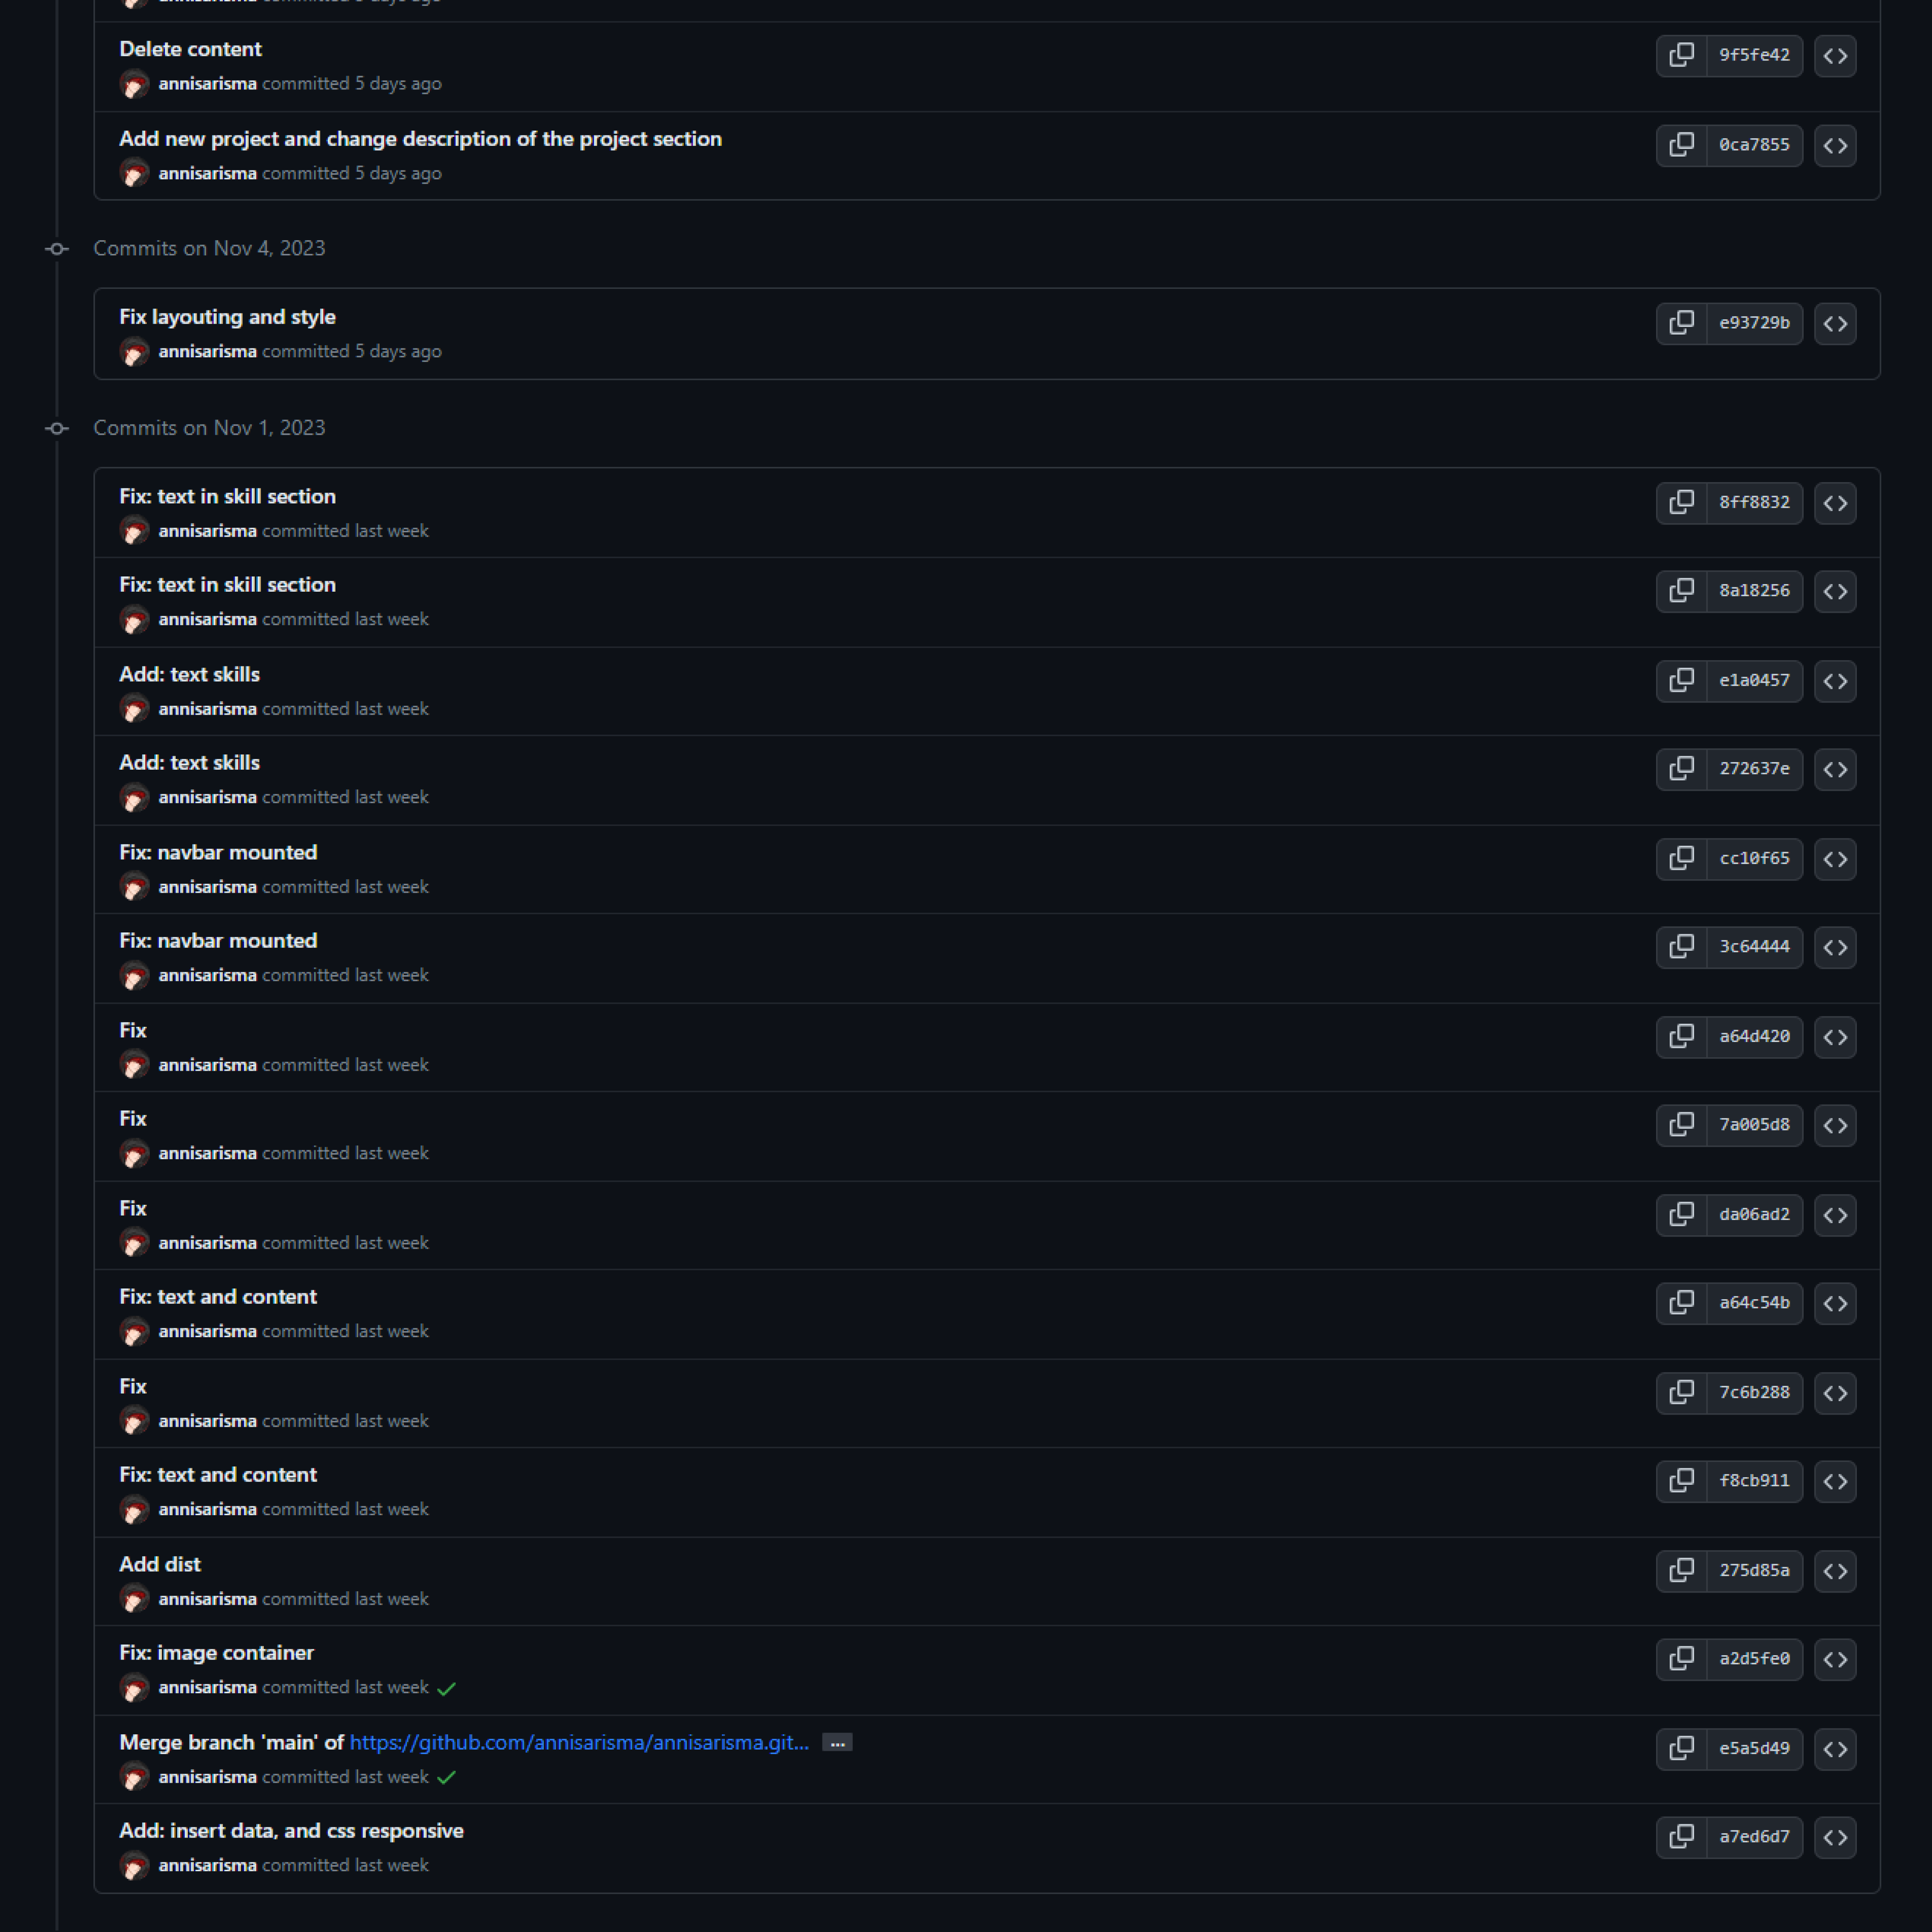 annisarisma committed 5 days ago
Delete content
9f5fe42
annisarisma committed 5 days ago
Add new project and change description of the project section
0ca7855
annisarisma committed 5 days ago
Commits on Nov 4, 2023
Fix layouting and style
e93729b
annisarisma committed 5 days ago
Commits on Nov 1, 2023
Fix: text in skill section
8ff8832
annisarisma committed last week
Fix: text in skill section
8a18256
annisarisma committed last week
Add: text skills
e1a0457
annisarisma committed last week
Add: text skills
272637e
annisarisma committed last week
Fix: navbar mounted
cc10f65
annisarisma committed last week
Fix: navbar mounted
3c64444
annisarisma committed last week
Fix
a64d420
annisarisma committed last week
Fix
7a005d8
annisarisma committed last week
Fix
da06ad2
annisarisma committed last week
Fix: text and content
a64c54b
annisarisma committed last week
Fix
7c6b288
annisarisma committed last week
Fix: text and content
f8cb911
annisarisma committed last week
Add dist
275d85a
annisarisma committed last week
Fix: image container
a2d5fe0
annisarisma committed last week
Merge branch 'main' of https://github.com/annisarisma/annisarisma.git... ...
e5a5d49
annisarisma committed last week
Add: insert data, and css responsive
a7ed6d7
annisarisma committed last week